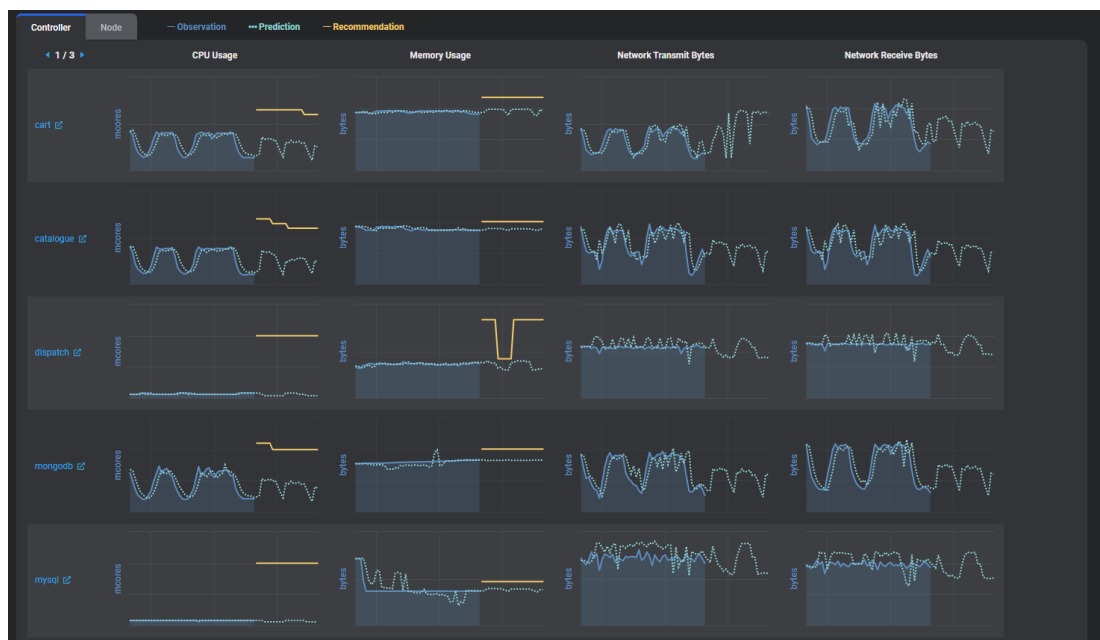 Controller Node Observation Prediction Recommendation
1 / 3 CPU Usage Memory Usage Network Transmit Bytes Network Receive Bytes
cart mcores bytes bytes bytes
catalogue mcores bytes bytes bytes
dispatch mcores bytes bytes bytes
mongodb mcores bytes bytes bytes
mysql mcores bytes bytes bytes